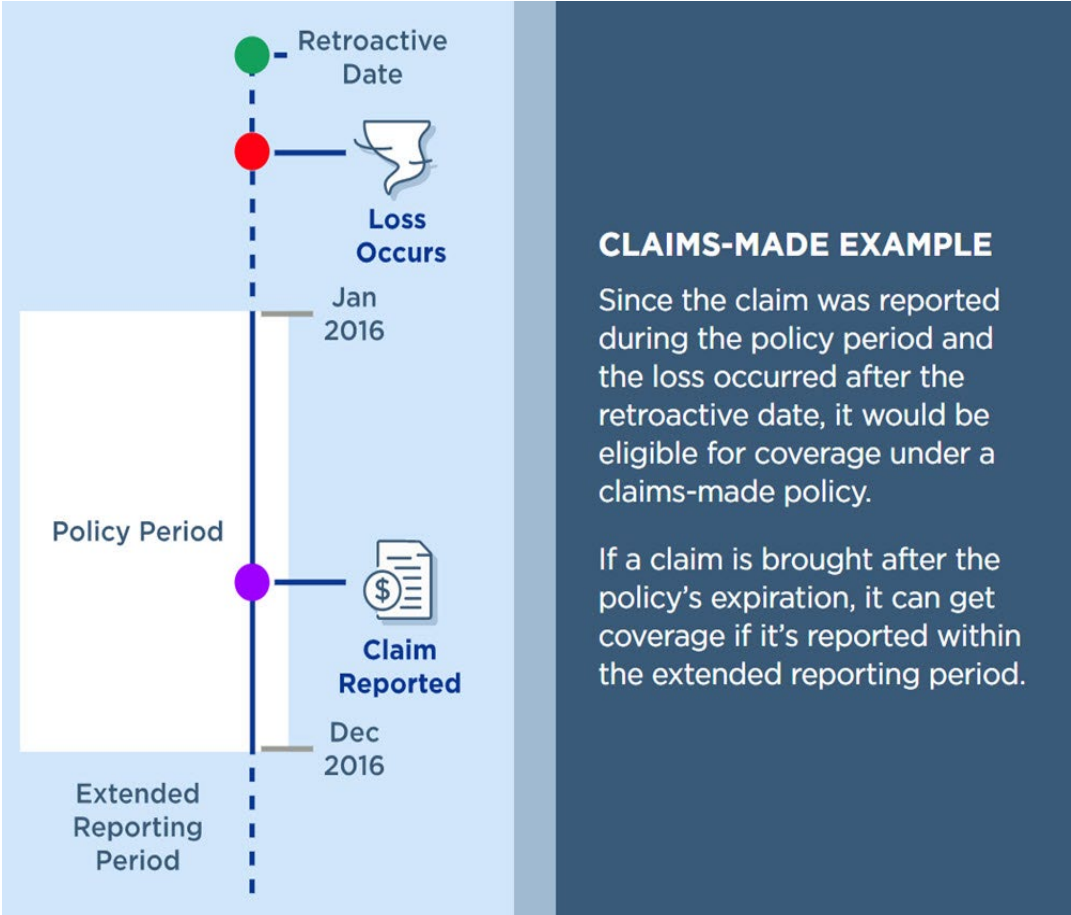 Retroactive
Date
Loss
Occurs
Jan
2016
Policy Period
$
Claim
Reported
Dec
2016
Extended
Reporting
Period
CLAIMS-MADE EXAMPLE
Since the claim was reported
during the policy period and
the loss occurred after the
retroactive date, it would be
eligible for coverage under a
claims-made policy.
If a claim is brought after the
policy’s expiration, it can get
coverage if it’s reported within
the extended reporting period.